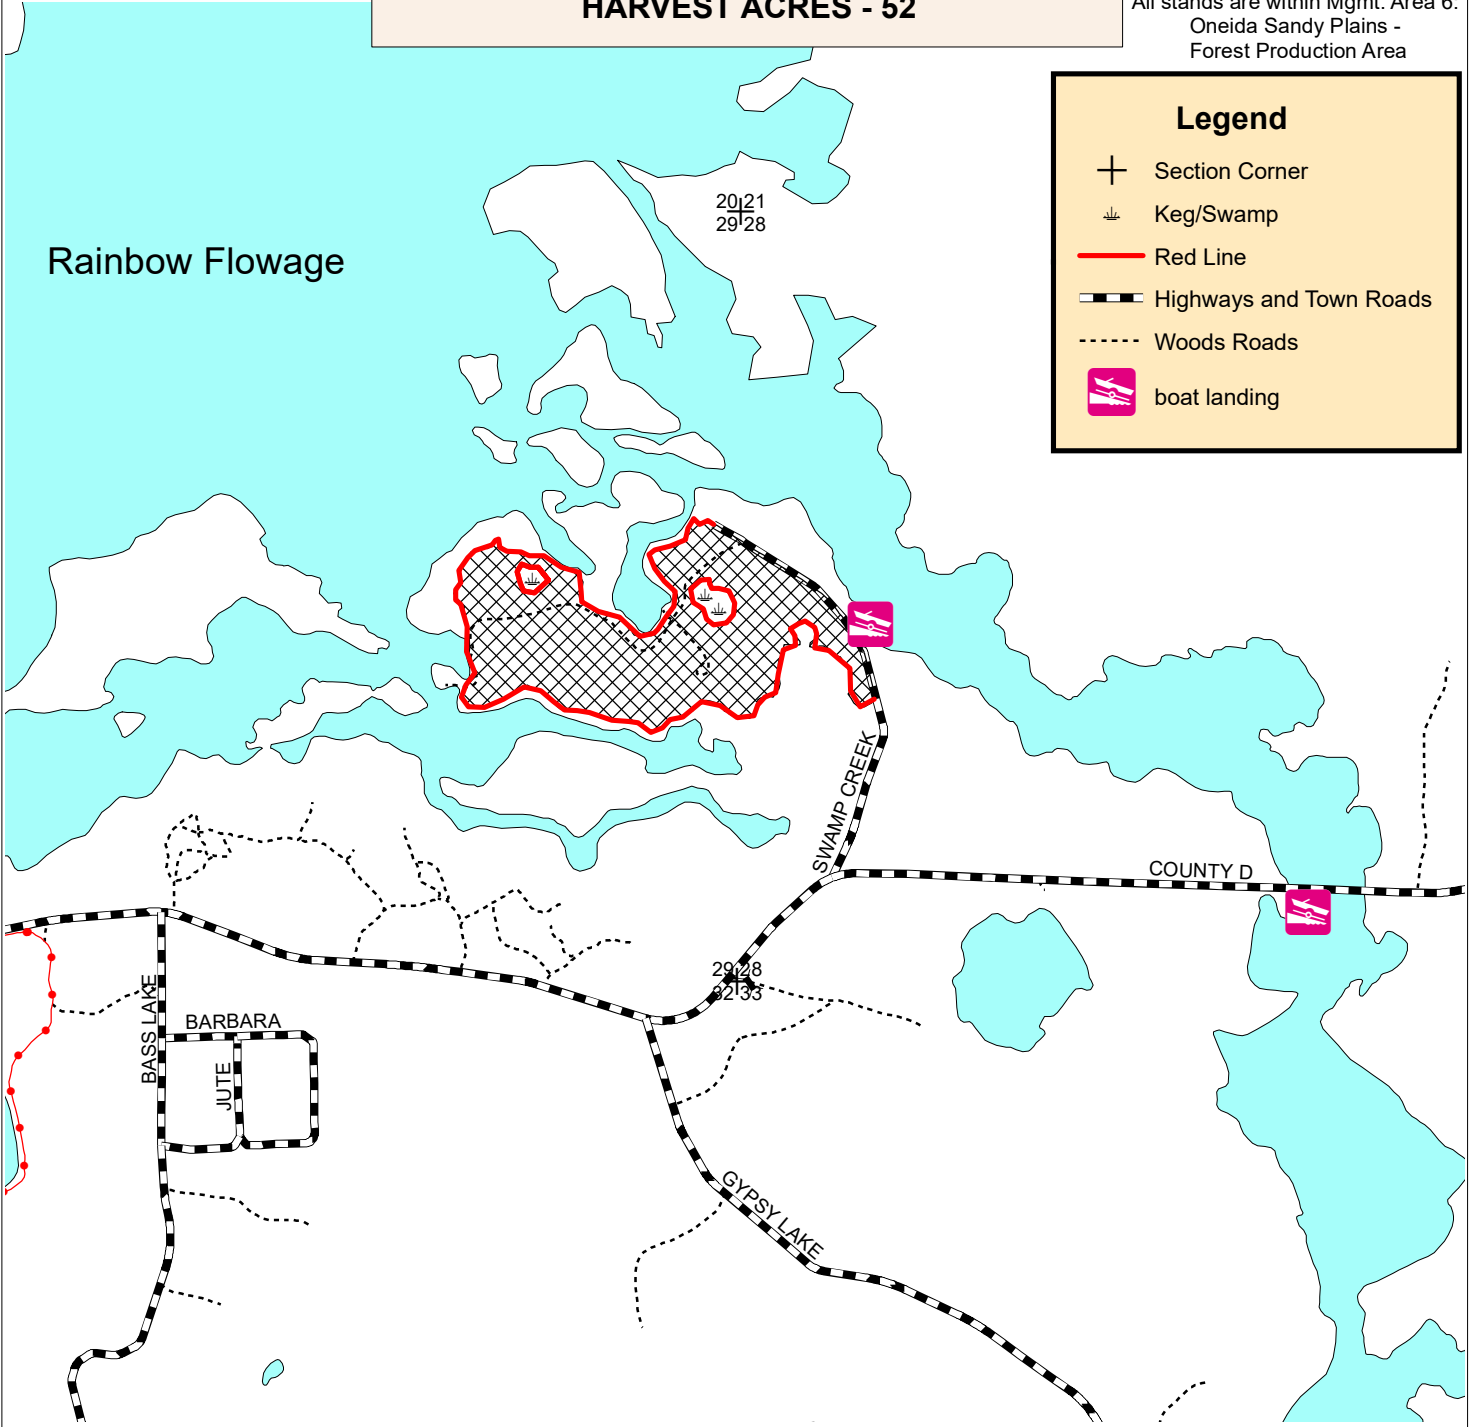 HARVEST ACRES - 52
All stands are within Mgmt. Area 6.
Oneida Sandy Plains -
Forest Production Area
Legend
Section Corner
Keg/Swamp
Red Line
Highways and Town Roads
Woods Roads
boat landing
20 21
29 28
Rainbow Flowage
SWAMP CREEK
COUNTY D
29 28
32 33
BASS LAKE
BARBARA
JUTE
GYPSY LAKE